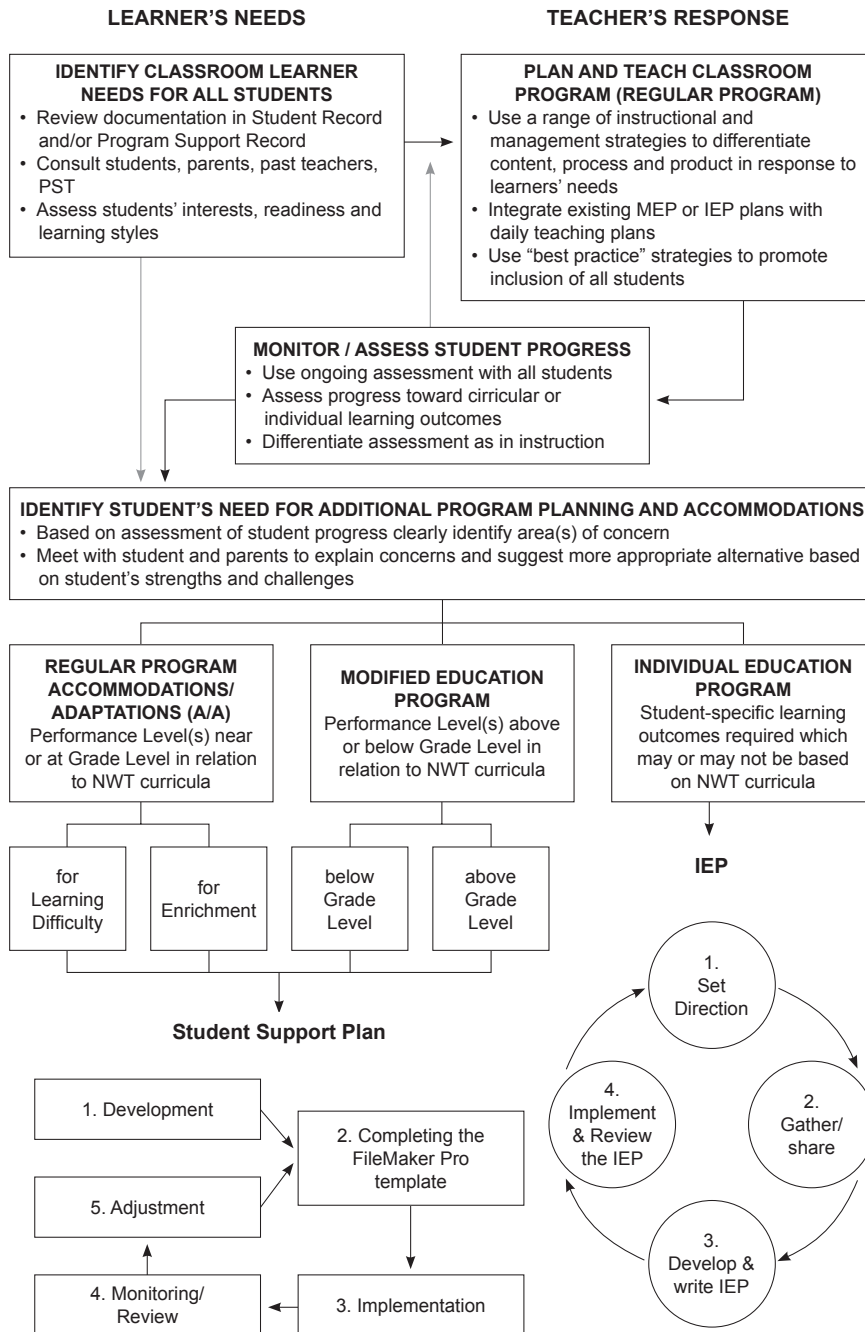 LEARNER'S NEEDS
TEACHER'S RESPONSE
IDENTIFY CLASSROOM LEARNER
NEEDS FOR ALL STUDENTS
• Review documentation in Student Record
and/or Program Support Record
• Consult students, parents, past teachers,
PST
• Assess students' interests, readiness and
learning styles
PLAN AND TEACH CLASSROOM
PROGRAM (REGULAR PROGRAM)
• Use a range of instructional and
management strategies to differentiate
content, process and product in response to
learners' needs
• Integrate existing MEP or IEP plans with
daily teaching plans
• Use “best practice” strategies to promote
inclusion of all students
MONITOR / ASSESS STUDENT PROGRESS
• Use ongoing assessment with all students
• Assess progress toward cirricular or
individual learning outcomes
• Differentiate assessment as in instruction
IDENTIFY STUDENT'S NEED FOR ADDITIONAL PROGRAM PLANNING AND ACCOMMODATIONS
• Based on assessment of student progress clearly identify area(s) of concern
• Meet with student and parents to explain concerns and suggest more appropriate alternative based
on student's strengths and challenges
REGULAR PROGRAM
ACCOMMODATIONS/
ADAPTATIONS (A/A)
Performance Level(s) near
or at Grade Level in relation
to NWT curricula
MODIFIED EDUCATION
PROGRAM
Performance Level(s) above
or below Grade Level in
relation to NWT curricula
INDIVIDUAL EDUCATION
PROGRAM
Student-specific learning
outcomes required which
may or may not be based
on NWT curricula
for
Learning
Difficulty
for
Enrichment
below
Grade
Level
above
Grade
Level
Student Support Plan
1. Development
2. Completing the
FileMaker Pro
template
5. Adjustment
4. Monitoring/
Review
3. Implementation
IEP
1.
Set
Direction
2.
Gather/
share
3.
Develop &
write IEP
4.
Implement
& Review
the IEP